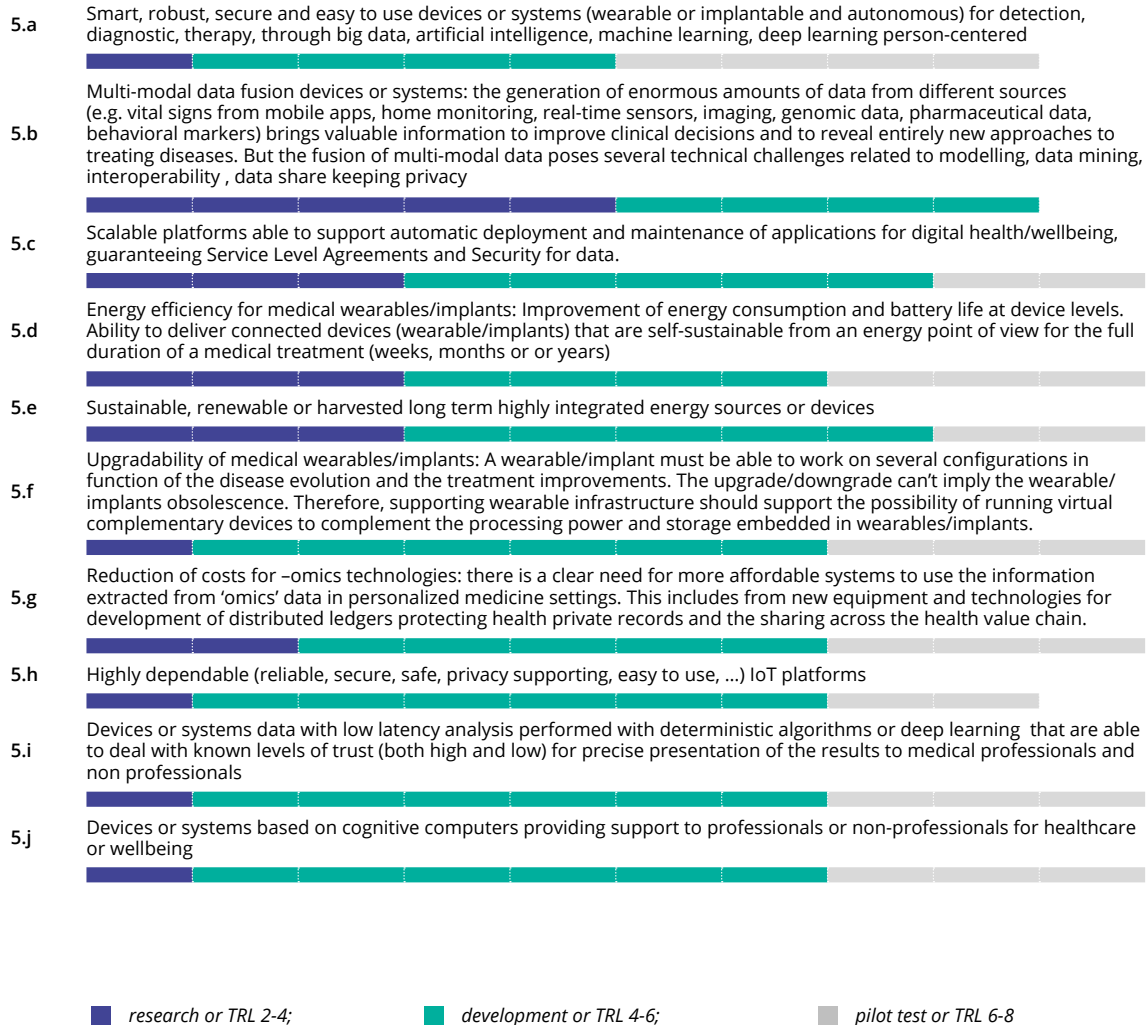 5.a
Smart, robust, secure and easy to use devices or systems (wearable or implantable and autonomous) for detection,
diagnostic, therapy, through big data, artificial intelligence, machine learning, deep learning person-centered
5.b
Multi-modal data fusion devices or systems: the generation of enormous amounts of data from different sources
(e.g. vital signs from mobile apps, home monitoring, real-time sensors, imaging, genomic data, pharmaceutical data,
behavioral markers) brings valuable information to improve clinical decisions and to reveal entirely new approaches to
treating diseases. But the fusion of multi-modal data poses several technical challenges related to modelling, data mining,
interoperability , data share keeping privacy
5.c
Scalable platforms able to support automatic deployment and maintenance of applications for digital health/wellbeing,
guaranteeing Service Level Agreements and Security for data.
5.d
Energy efficiency for medical wearables/implants: Improvement of energy consumption and battery life at device levels.
Ability to deliver connected devices (wearable/implants) that are self-sustainable from an energy point of view for the full
duration of a medical treatment (weeks, months or or years)
5.e
Sustainable, renewable or harvested long term highly integrated energy sources or devices
5.f
Upgradability of medical wearables/implants: A wearable/implant must be able to work on several configurations in
function of the disease evolution and the treatment improvements. The upgrade/downgrade can’t imply the wearable/
implants obsolescence. Therefore, supporting wearable infrastructure should support the possibility of running virtual
complementary devices to complement the processing power and storage embedded in wearables/implants.
5.g
Reduction of costs for –omics technologies: there is a clear need for more affordable systems to use the information
extracted from ‘omics’ data in personalized medicine settings. This includes from new equipment and technologies for
development of distributed ledgers protecting health private records and the sharing across the health value chain.
5.h
Highly dependable (reliable, secure, safe, privacy supporting, easy to use, …) IoT platforms
5.i
Devices or systems data with low latency analysis performed with deterministic algorithms or deep learning that are able
to deal with known levels of trust (both high and low) for precise presentation of the results to medical professionals and
non professionals
5.j
Devices or systems based on cognitive computers providing support to professionals or non-professionals for healthcare
or wellbeing
research or TRL 2-4;
development or TRL 4-6;
pilot test or TRL 6-8